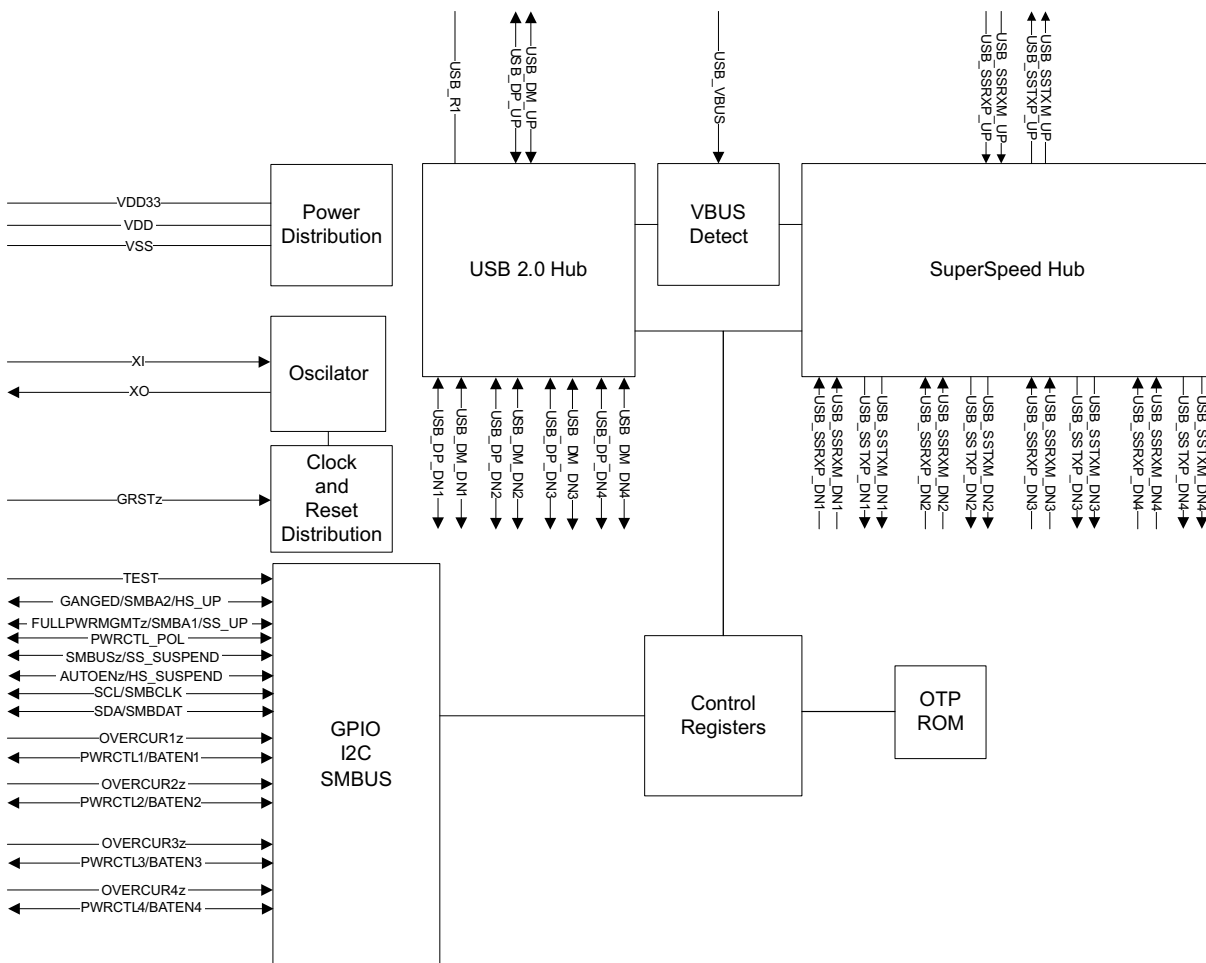 USB_R1
USB_DP_UP
USB_DM_UP
USB_VBUS
USB_SSRXP_UP
USB_SSRXM_UP
USB_SSTXP_UP
USB_SSTXM_UP
VDD33
VDD
VSS
Power
Distribution
USB 2.0 Hub
VBUS
Detect
SuperSpeed Hub
XI
XO
Oscilator
GRSTz
Clock
and
Reset
Distribution
USB_DP_DN1
USB_DM_DN1
USB_DP_DN2
USB_DM_DN2
USB_DP_DN3
USB_DM_DN3
USB_DP_DN4
USB_DM_DN4
USB_SSRXP_DN1
USB_SSRXM_DN1
USB_SSTXP_DN1
USB_SSTXM_DN1
USB_SSRXP_DN2
USB_SSRXM_DN2
USB_SSTXP_DN2
USB_SSTXM_DN2
USB_SSRXP_DN3
USB_SSRXM_DN3
USB_SSTXP_DN3
USB_SSTXM_DN3
USB_SSRXP_DN4
USB_SSRXM_DN4
USB_SSTXP_DN4
USB_SSTXM_DN4
TEST
GANGED/SMBA2/HS_UP
FULLPWRMGMTz/SMBA1/SS_UP
PWRCTL_POL
SMBUSz/SS_SUSPEND
AUTOENz/HS_SUSPEND
SCL/SMBCLK
SDA/SMBDAT
OVERCUR1z
PWRCTL1/BATEN1
OVERCUR2z
PWRCTL2/BATEN2
OVERCUR3z
PWRCTL3/BATEN3
OVERCUR4z
PWRCTL4/BATEN4
GPIO
I2C
SMBUS
Control
Registers
OTP
ROM